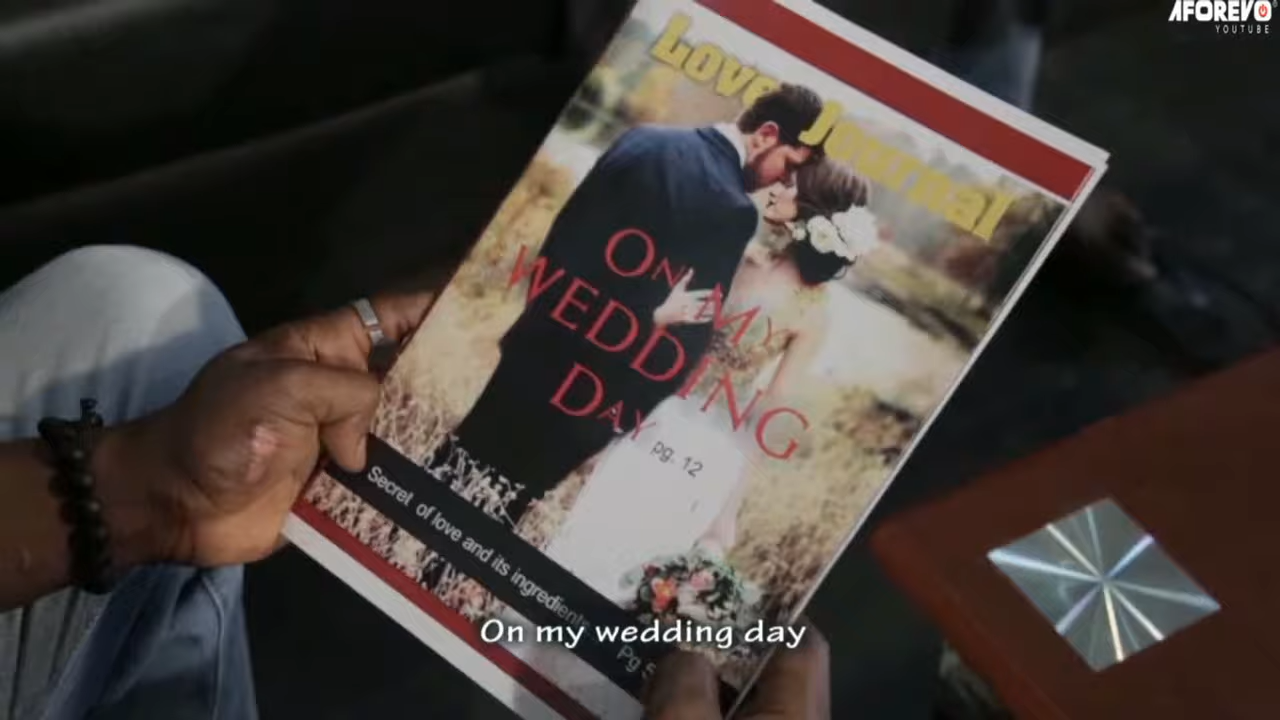 AFOREVO
YOUTUBE
Love Journal
ON MY
WEDDING
DAY
pg. 12
Secret of love and its ingredients
Pg 5
On my wedding day